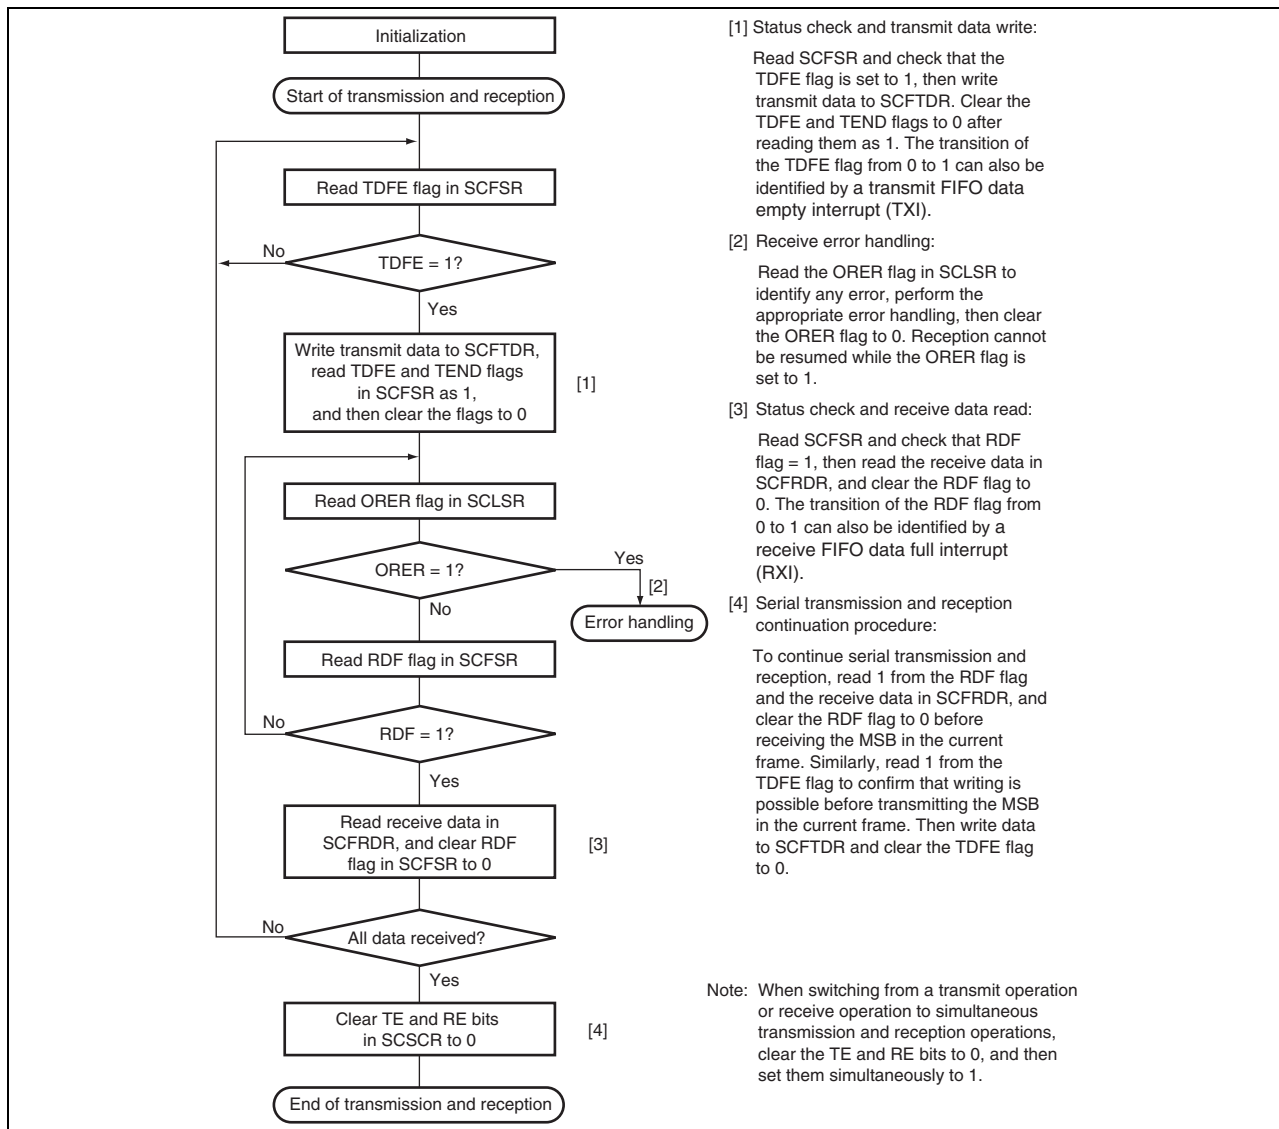 Initialization
Start of transmission and reception
Read TDFE flag in SCFSR
No
TDFE = 1?
Yes
Write transmit data to SCFTDR,
read TDFE and TEND flags
in SCFSR as 1,
and then clear the flags to 0
[1]
Read ORER flag in SCLSR
Yes
ORER = 1?
[2]
No
Error handling
Read RDF flag in SCFSR
No
RDF = 1?
Yes
Read receive data in
SCFRDR, and clear RDF
flag in SCFSR to 0
[3]
No
All data received?
Yes
Clear TE and RE bits
in SCSCR to 0
[4]
End of transmission and reception
[1] Status check and transmit data write:
Read SCFSR and check that the
TDFE flag is set to 1, then write
transmit data to SCFTDR. Clear the
TDFE and TEND flags to 0 after
reading them as 1. The transition of
the TDFE flag from 0 to 1 can also be
identified by a transmit FIFO data
empty interrupt (TXI).
[2] Receive error handling:
Read the ORER flag in SCLSR to
identify any error, perform the
appropriate error handling, then clear
the ORER flag to 0. Reception cannot
be resumed while the ORER flag is
set to 1.
[3] Status check and receive data read:
Read SCFSR and check that RDF
flag = 1, then read the receive data in
SCFRDR, and clear the RDF flag to
0. The transition of the RDF flag from
0 to 1 can also be identified by a
receive FIFO data full interrupt
(RXI).
[4] Serial transmission and reception
continuation procedure:
To continue serial transmission and
reception, read 1 from the RDF flag
and the receive data in SCFRDR, and
clear the RDF flag to 0 before
receiving the MSB in the current
frame. Similarly, read 1 from the
TDFE flag to confirm that writing is
possible before transmitting the MSB
in the current frame. Then write data
to SCFTDR and clear the TDFE flag
to 0.
Note: When switching from a transmit operation
or receive operation to simultaneous
transmission and reception operations,
clear the TE and RE bits to 0, and then
set them simultaneously to 1.